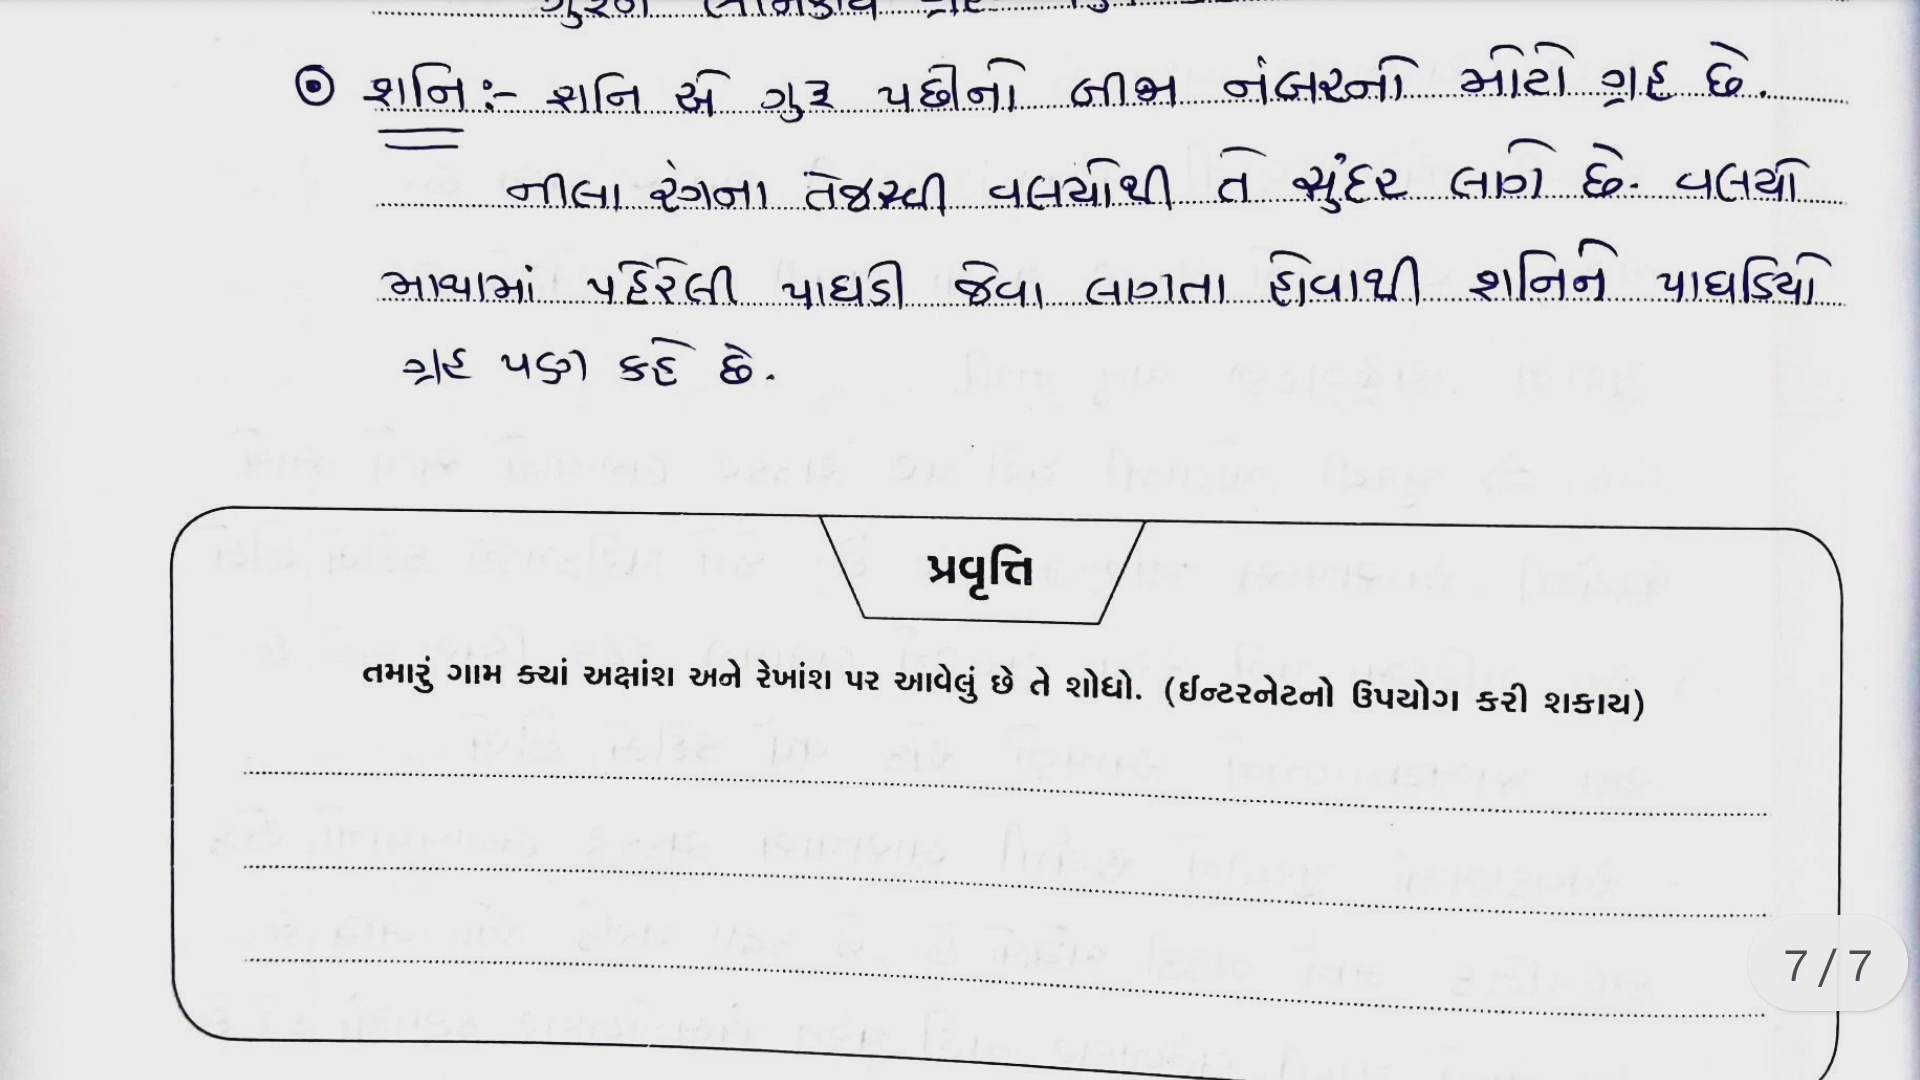 શનિ :- શનિ એ ગુરુ પછીનો બીજા નંબરનો મોટો ગ્રહ છે.
નીલા રંગના તેજસ્વી વલયોથી તે સુંદર લાગે છે. વલયો
માથામાં પહેરેલી પાઘડી જેવા લાગતા હોવાથી શનિને પાઘડિયો
ગ્રહ પણ કહે છે.
પ્રવૃત્તિ
તમારું ગામ ક્યાં અક્ષાંશ અને રેખાંશ પર આવેલું છે તે શોધો. (ઈન્ટરનેટનો ઉપયોગ કરી શકાય)
7/7